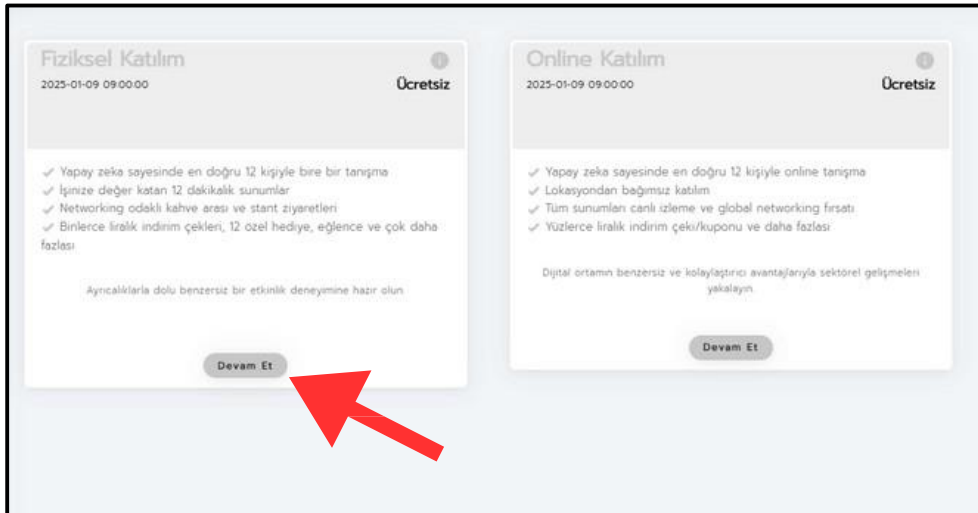 Fiziksel Katılım
2025-01-09 09:00:00
Ücretsiz
✓ Yapay zeka sayesinde en doğru 12 kişiyle bire bir tanışma
✓ İşinize değer katan 12 dakikalık sunumlar
✓ Networking odaklı kahve arası ve stant ziyaretleri
✓ Binlerce liralık indirim çekleri, 12 özel hediye, eğlence ve çok daha
fazlası
Ayrıcalıklarla dolu benzersiz bir etkinlik deneyimine hazır olun
Devam Et
Online Katılım
2025-01-09 09:00:00
Ücretsiz
✓ Yapay zeka sayesinde en doğru 12 kişiyle online tanışma
✓ Lokasyondan bağımsız katılım
✓ Tüm sunumları canlı izleme ve global networking fırsatı
✓ Yüzlerce liralık indirim çeki/kuponu ve daha fazlası
Dijital ortamın benzersiz ve kolaylaştırıcı avantajlarıyla sektörel gelişmeleri
yakalayın.
Devam Et